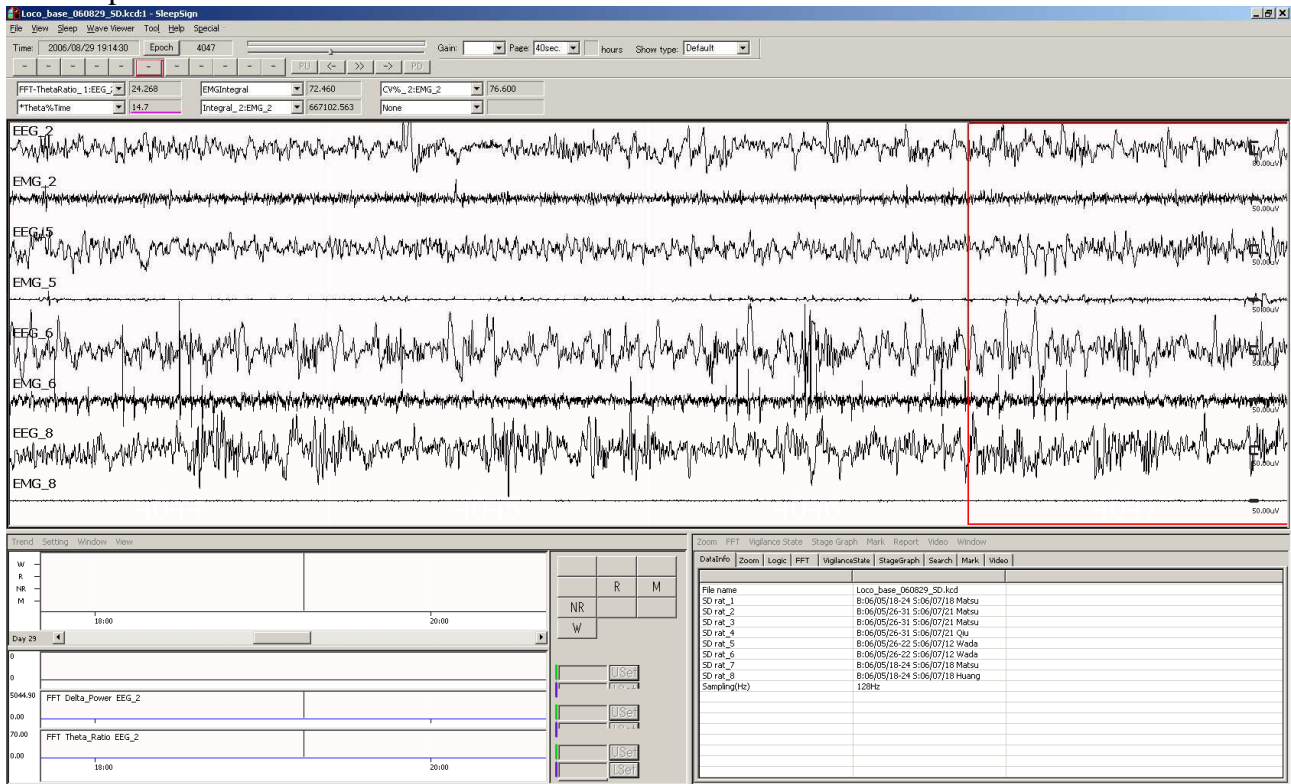 Loco_base_060829_SD.kcd:1 - SleepSign
File View Sleep Wave Viewer Tool Help Special
Time: 2006/08/29 19:14:30 Epoch 4047 Gain: Page: 40sec. hours Show type: Default
- - - - - - - - - - - - PU <- >> -> PD
FFT-ThetaRatio_1:EEG_2 24.268 EMGIntegral 72.460 CV%_2:EMG_2 76.600
*Theta%Time 14.7 Integral_2:EMG_2 667102.563 None
EEG_2
50.00uV
EMG_2
50.00uV
EEG_5
50.00uV
EMG_5
50.00uV
EEG_6
50.00uV
EMG_6
50.00uV
EEG_8
50.00uV
EMG_8
50.00uV
4044 4045 4046 4047
Trend Setting Window View
W
R
NR
M
18:00 20:00
Day 29
0
0
5044.90 FFT Delta_Power EEG_2
0.00
70.00 FFT Theta_Ratio EEG_2
0.00
18:00 20:00
R M
NR
W
USet
USet
USet
LSet
Zoom FFT Vigilance State Stage Graph Mark Report Video Window
DataInfo Zoom Logic FFT VigilanceState StageGraph Search Mark Video
File name Loco_base_060829_SD.kcd
SD rat_1 B:06/05/18-24 S:06/07/18 Matsu
SD rat_2 B:06/05/26-31 S:06/07/21 Matsu
SD rat_3 B:06/05/26-31 S:06/07/21 Matsu
SD rat_4 B:06/05/26-31 S:06/07/21 Qiu
SD rat_5 B:06/05/26-22 S:06/07/12 Wada
SD rat_6 B:06/05/26-22 S:06/07/12 Wada
SD rat_7 B:06/05/18-24 S:06/07/18 Matsu
SD rat_8 B:06/05/18-24 S:06/07/18 Huang
Sampling(Hz) 128Hz